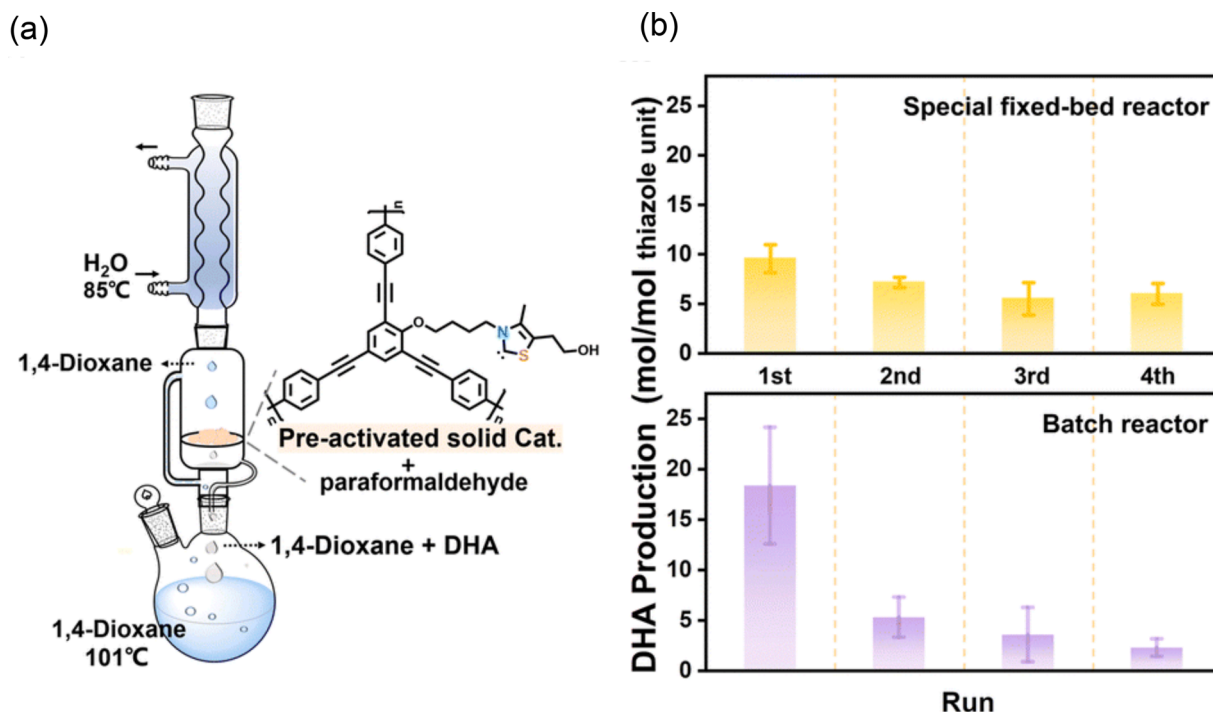 (a)
H₂O
85℃
1,4-Dioxane
n
O
N
S
OH
n
n
Pre-activated solid Cat.
+
paraformaldehyde
1,4-Dioxane + DHA
1,4-Dioxane
101℃
(b)
DHA Production (mol/mol thiazole unit)
25
20
15
10
5
0
Special fixed-bed reactor
1st 2nd 3rd 4th
25
20
15
10
5
0
Batch reactor
Run